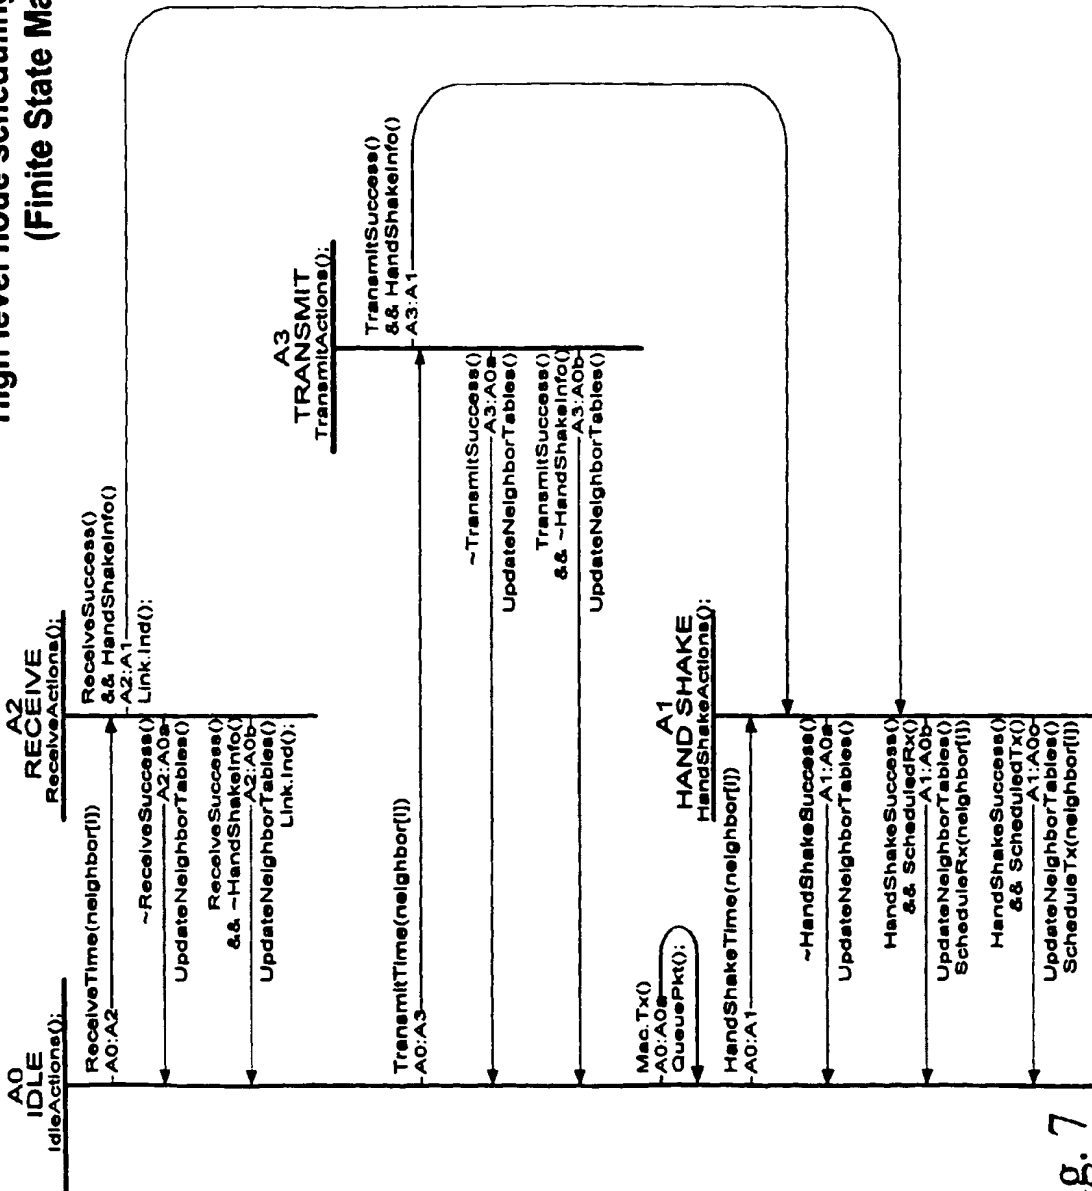 High level node scheduling
(Finite State Ma
A0
IDLE
IdleActions();
A2
RECEIVE
ReceiveActions();
ReceiveTime(neighbor[i])
A0:A2
ReceiveSuccess()
&& HandShakeInfo()
A2:A1
Link.Ind();
~ReceiveSuccess()
A2:A0a
UpdateNeighborTables()
ReceiveSuccess()
&& ~HandShakeInfo()
A2:A0b
UpdateNeighborTables()
Link.Ind();
A3
TRANSMIT
TransmitActions();
TransmitTime(neighbor[i])
A0:A3
TransmitSuccess()
&& HandShakeInfo()
A3:A1
~TransmitSuccess()
A3:A0a
UpdateNeighborTables()
TransmitSuccess()
&& ~HandShakeInfo()
A3:A0b
UpdateNeighborTables()
Mac.Tx()
A0:A0a
QueuePkt();
A1
HAND SHAKE
HandShakeActions();
HandShakeTime(neighbor[i])
A0:A1
~HandShakeSuccess()
A1:A0a
UpdateNeighborTables()
HandShakeSuccess()
&& ScheduledRx()
A1:A0b
UpdateNeighborTables()
ScheduleRx(neighbor[i])
HandShakeSuccess()
&& ScheduledTx()
A1:A0c
UpdateNeighborTables()
ScheduleTx(neighbor[i])
g. 7